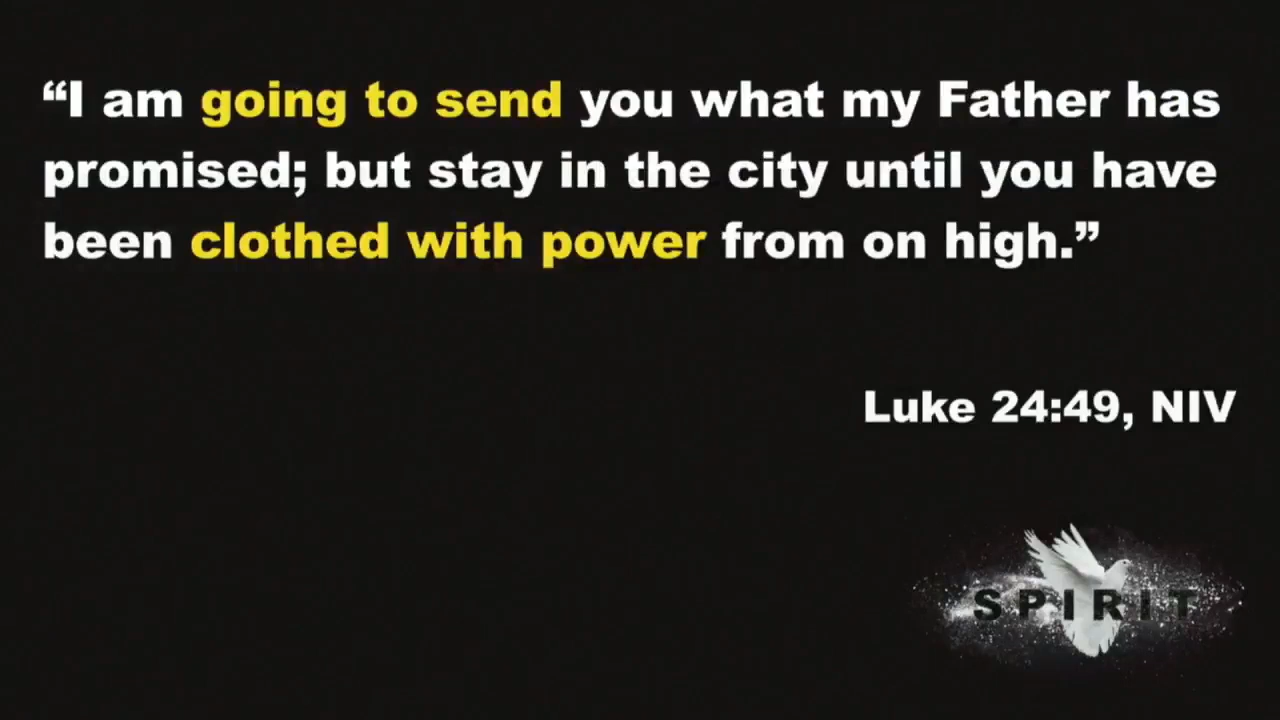 “I am going to send you what my Father has
promised; but stay in the city until you have
been clothed with power from on high.”
Luke 24:49, NIV
SPIRIT